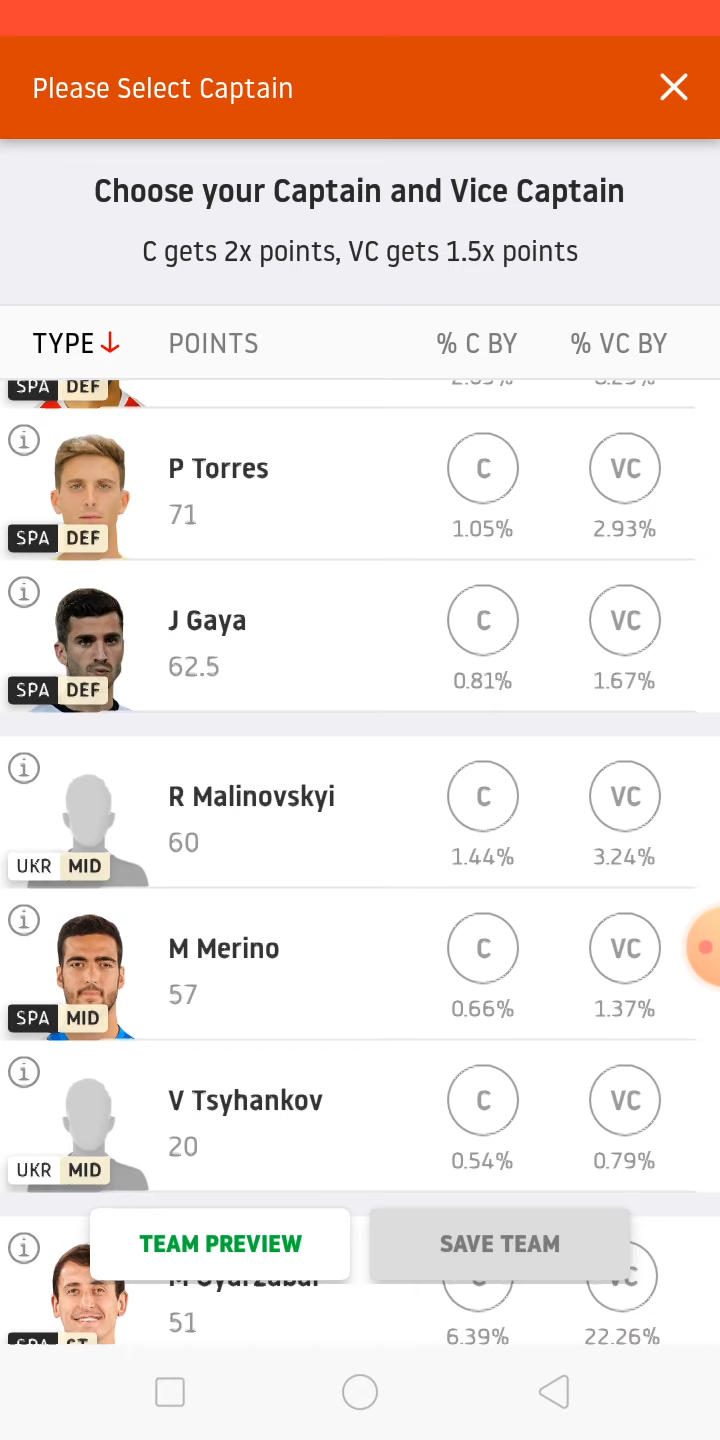 Please Select Captain
Choose your Captain and Vice Captain
C gets 2x points, VC gets 1.5x points
TYPE POINTS % C BY % VC BY
SPA DEF
P Torres C VC
71
SPA DEF 1.05% 2.93%
J Gaya C VC
62.5
SPA DEF 0.81% 1.67%
R Malinovskyi C VC
60
UKR MID 1.44% 3.24%
M Merino C VC
57
SPA MID 0.66% 1.37%
V Tsyhankov C VC
20
UKR MID 0.54% 0.79%
TEAM PREVIEW SAVE TEAM
C VC
51
6.39% 22.26%